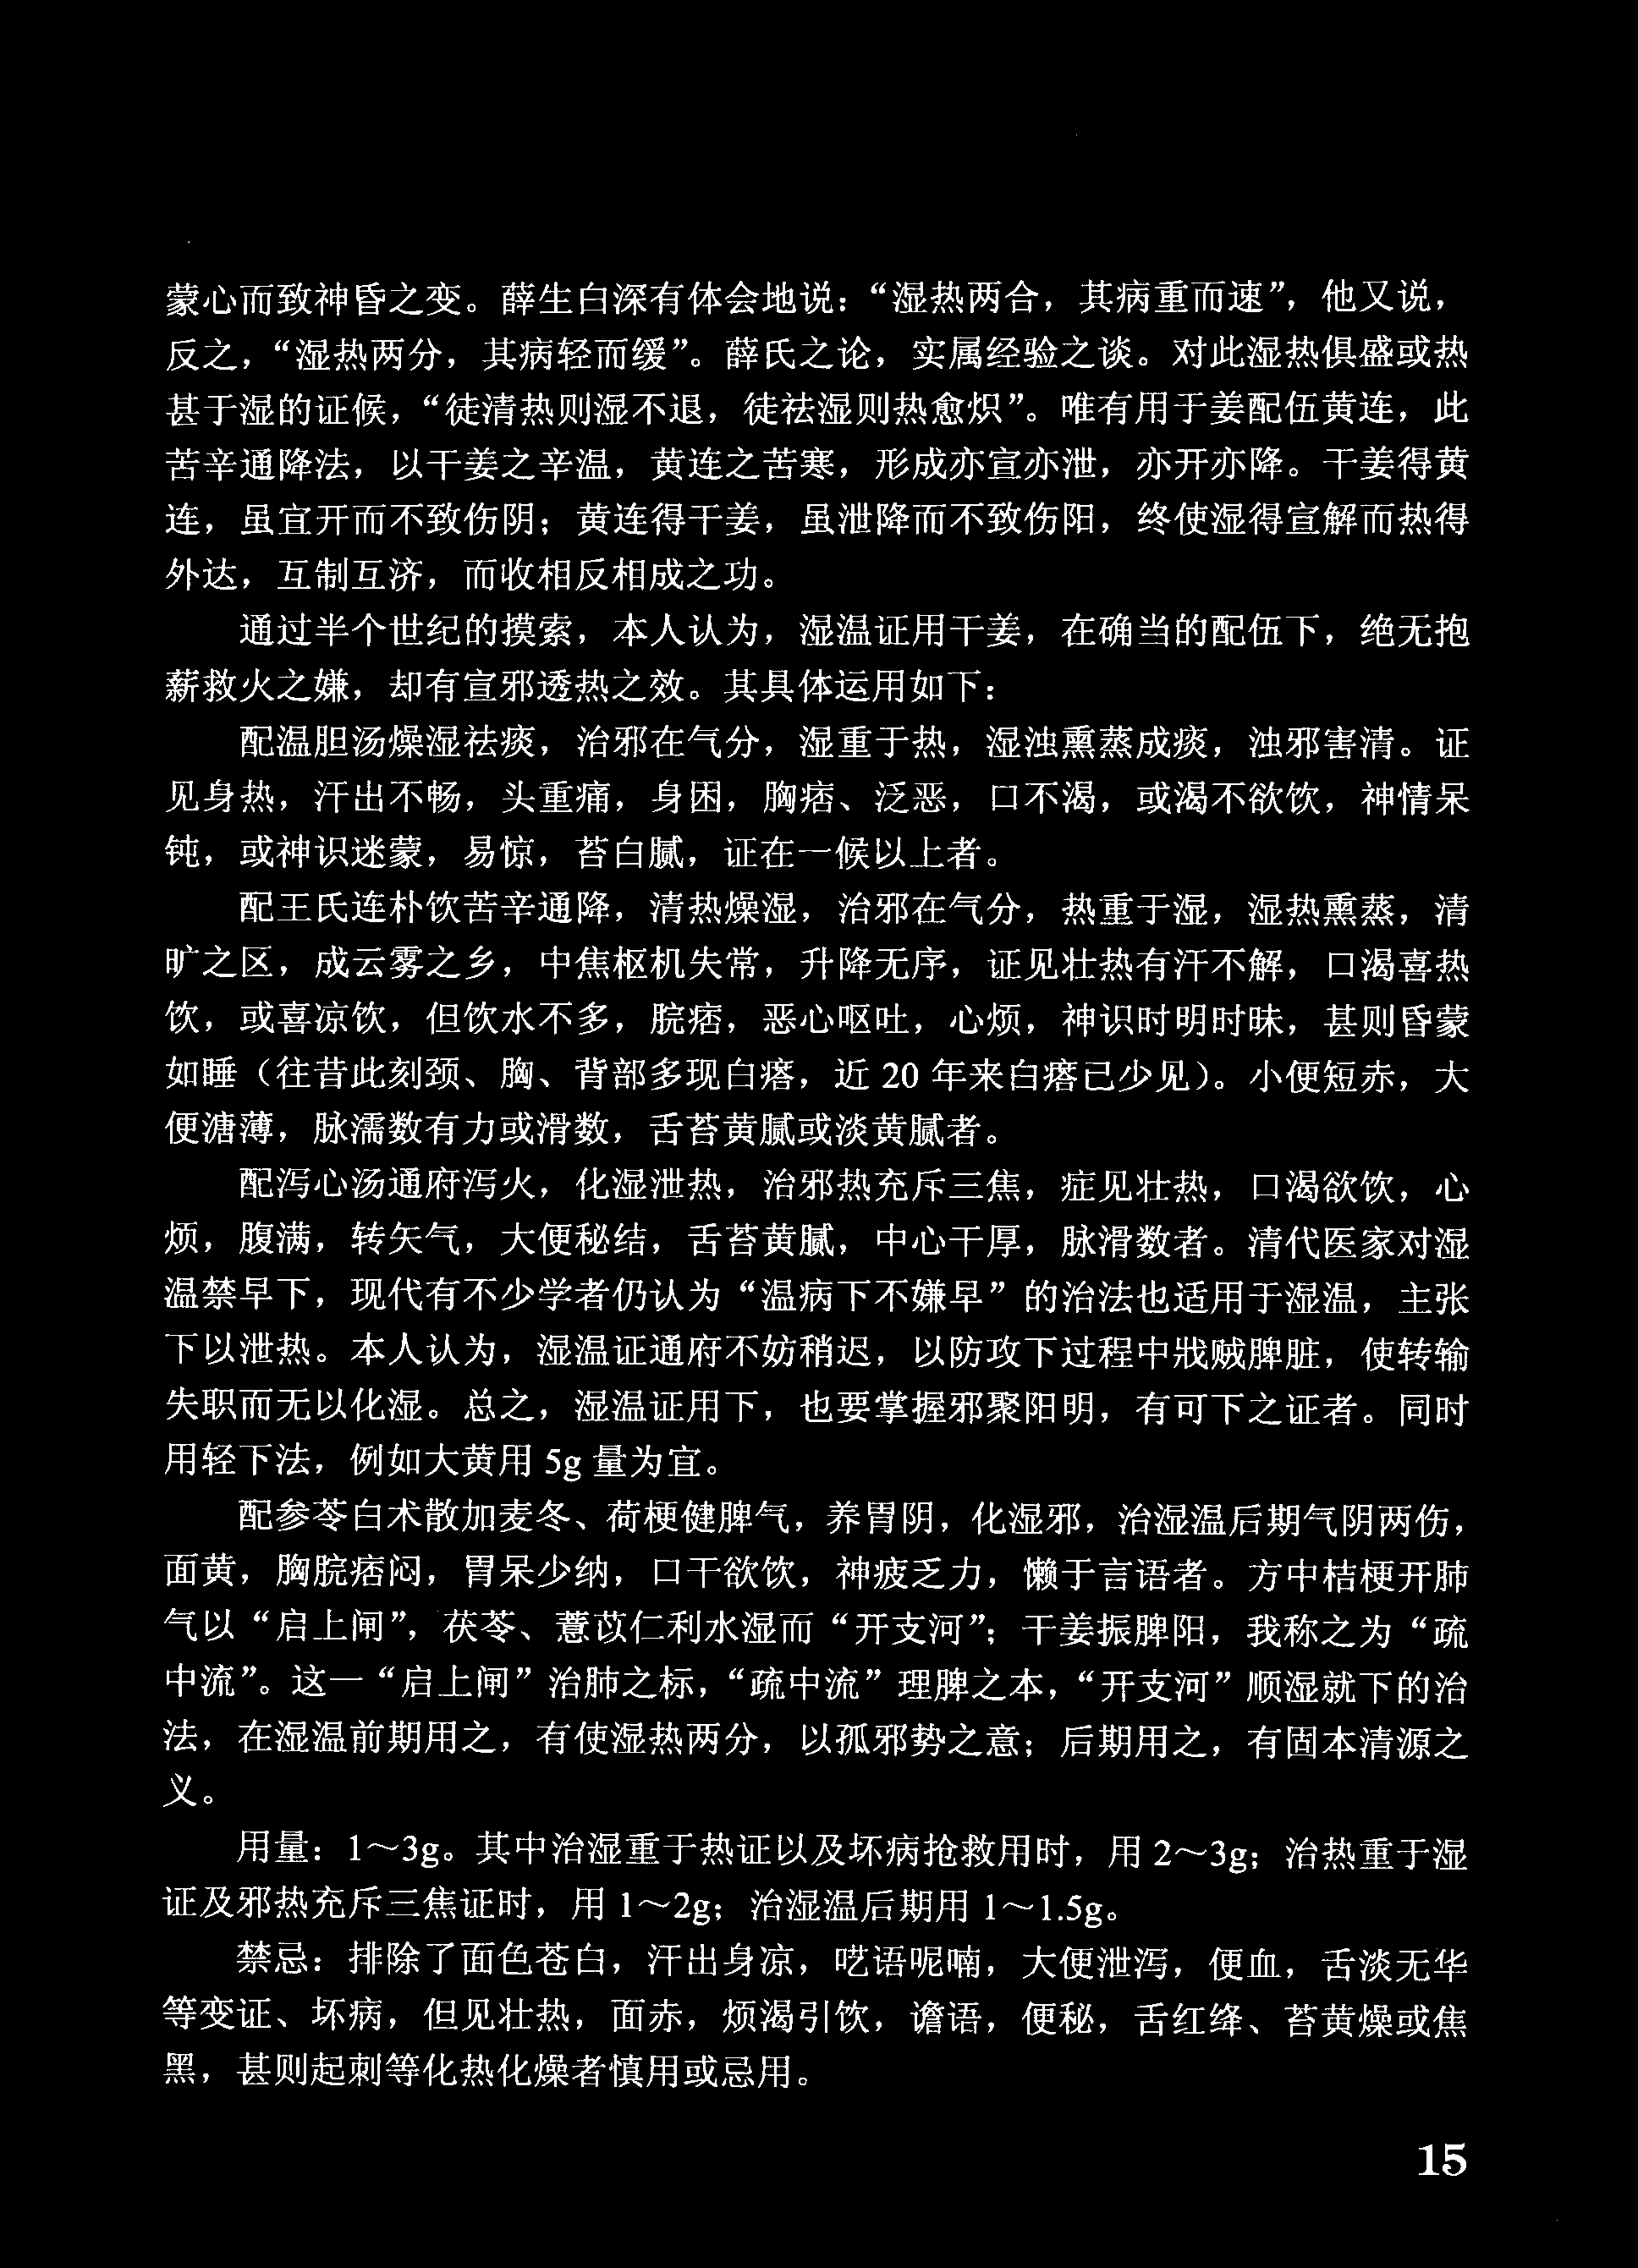 蒙心而致神昏之变。薛生白深有体会地说：“湿热两合，其病重而速”，他又说，
反之，“湿热两分，其病轻而缓”。薛氏之论，实属经验之谈。对此湿热俱盛或热
甚于湿的证候，“徒清热则湿不退，徒祛湿则热愈炽”。唯有用于姜配伍黄连，此
苦辛通降法，以干姜之辛温，黄连之苦寒，形成亦宣亦泄，亦开亦降。干姜得黄
连，虽宣开而不致伤阴；黄连得干姜，虽泄降而不致伤阳，终使湿得宣解而热得
外达，互制互济，而收相反相成之功。
通过半个世纪的摸索，本人认为，湿温证用干姜，在确当的配伍下，绝无抱
薪救火之嫌，却有宣邪透热之效。其具体运用如下：
配温胆汤燥湿祛痰，治邪在气分，湿重于热，湿浊熏蒸成痰，浊邪害清。证
见身热，汗出不畅，头重痛，身困，胸痞、泛恶，口不渴，或渴不欲饮，神情呆
钝，或神识迷蒙，易惊，苔白腻，证在一候以上者。
配王氏连朴饮苦辛通降，清热燥湿，治邪在气分，热重于湿，湿热熏蒸，清
旷之区，成云雾之乡，中焦枢机失常，升降无序，证见壮热有汗不解，口渴喜热
饮，或喜凉饮，但饮水不多，脘痞，恶心呕吐，心烦，神识时明时昧，甚则昏蒙
如睡（往昔此刻颈、胸、背部多现白㾦，近 20 年来白㾦已少见）。小便短赤，大
便溏薄，脉濡数有力或滑数，舌苔黄腻或淡黄腻者。
配泻心汤通府泻火，化湿泄热，治邪热充斥三焦，症见壮热，口渴欲饮，心
烦，腹满，转矢气，大便秘结，舌苔黄腻，中心干厚，脉滑数者。清代医家对湿
温禁早下，现代有不少学者仍认为“温病下不嫌早”的治法也适用于湿温，主张
下以泄热。本人认为，湿温证通府不妨稍迟，以防攻下过程中戕贼脾脏，使转输
失职而无以化湿。总之，湿温证用下，也要掌握邪聚阳明，有可下之证者。同时
用轻下法，例如大黄用 5g 量为宜。
配参苓白术散加麦冬、荷梗健脾气，养胃阴，化湿邪，治湿温后期气阴两伤，
面黄，胸脘痞闷，胃呆少纳，口干欲饮，神疲乏力，懒于言语者。方中桔梗开肺
气以“启上闸”，茯苓、薏苡仁利水湿而“开支河”；干姜振脾阳，我称之为“疏
中流”。这一“启上闸”治肺之标，“疏中流”理脾之本，“开支河”顺湿就下的治
法，在湿温前期用之，有使湿热两分，以孤邪势之意；后期用之，有固本清源之
义。
用量：1～3g。其中治湿重于热证以及坏病抢救用时，用 2～3g；治热重于湿
证及邪热充斥三焦证时，用 1～2g；治湿温后期用 1～1.5g。
禁忌：排除了面色苍白，汗出身凉，呓语呢喃，大便泄泻，便血，舌淡无华
等变证、坏病，但见壮热，面赤，烦渴引饮，谵语，便秘，舌红绛、苔黄燥或焦
黑，甚则起刺等化热化燥者慎用或忌用。
15